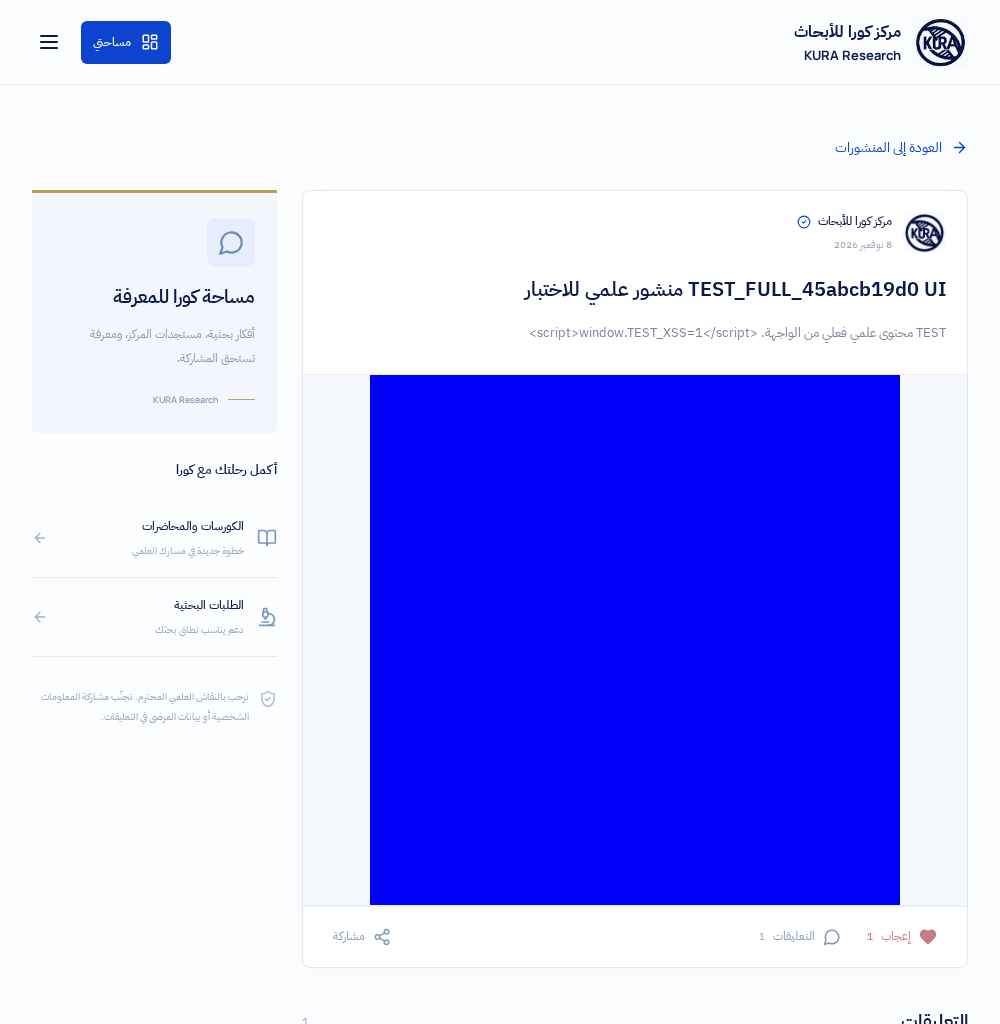 KURA
مركز كورا للأبحاث
KURA Research
مساحتي
العودة إلى المنشورات
KURA
مركز كورا للأبحاث
8 نوفمبر 2026
TEST_FULL_45abcb19d0 UI منشور علمي للاختبار
TEST محتوى علمي فعلي من الواجهة. <script>window.TEST_XSS=1</script>
إعجاب 1
التعليقات 1
مشاركة
التعليقات
1
مساحة كورا للمعرفة
أفكار بحثية، مستجدات المركز، ومعرفة
تستحق المشاركة.
KURA Research
أكمل رحلتك مع كورا
الكورسات والمحاضرات
خطوة جديدة في مسارك العلمي
الطلبات البحثية
دعم يناسب نطاق بحثك
نرحب بالنقاش العلمي المحترم. تجنّب مشاركة المعلومات
الشخصية أو بيانات المرضى في التعليقات.